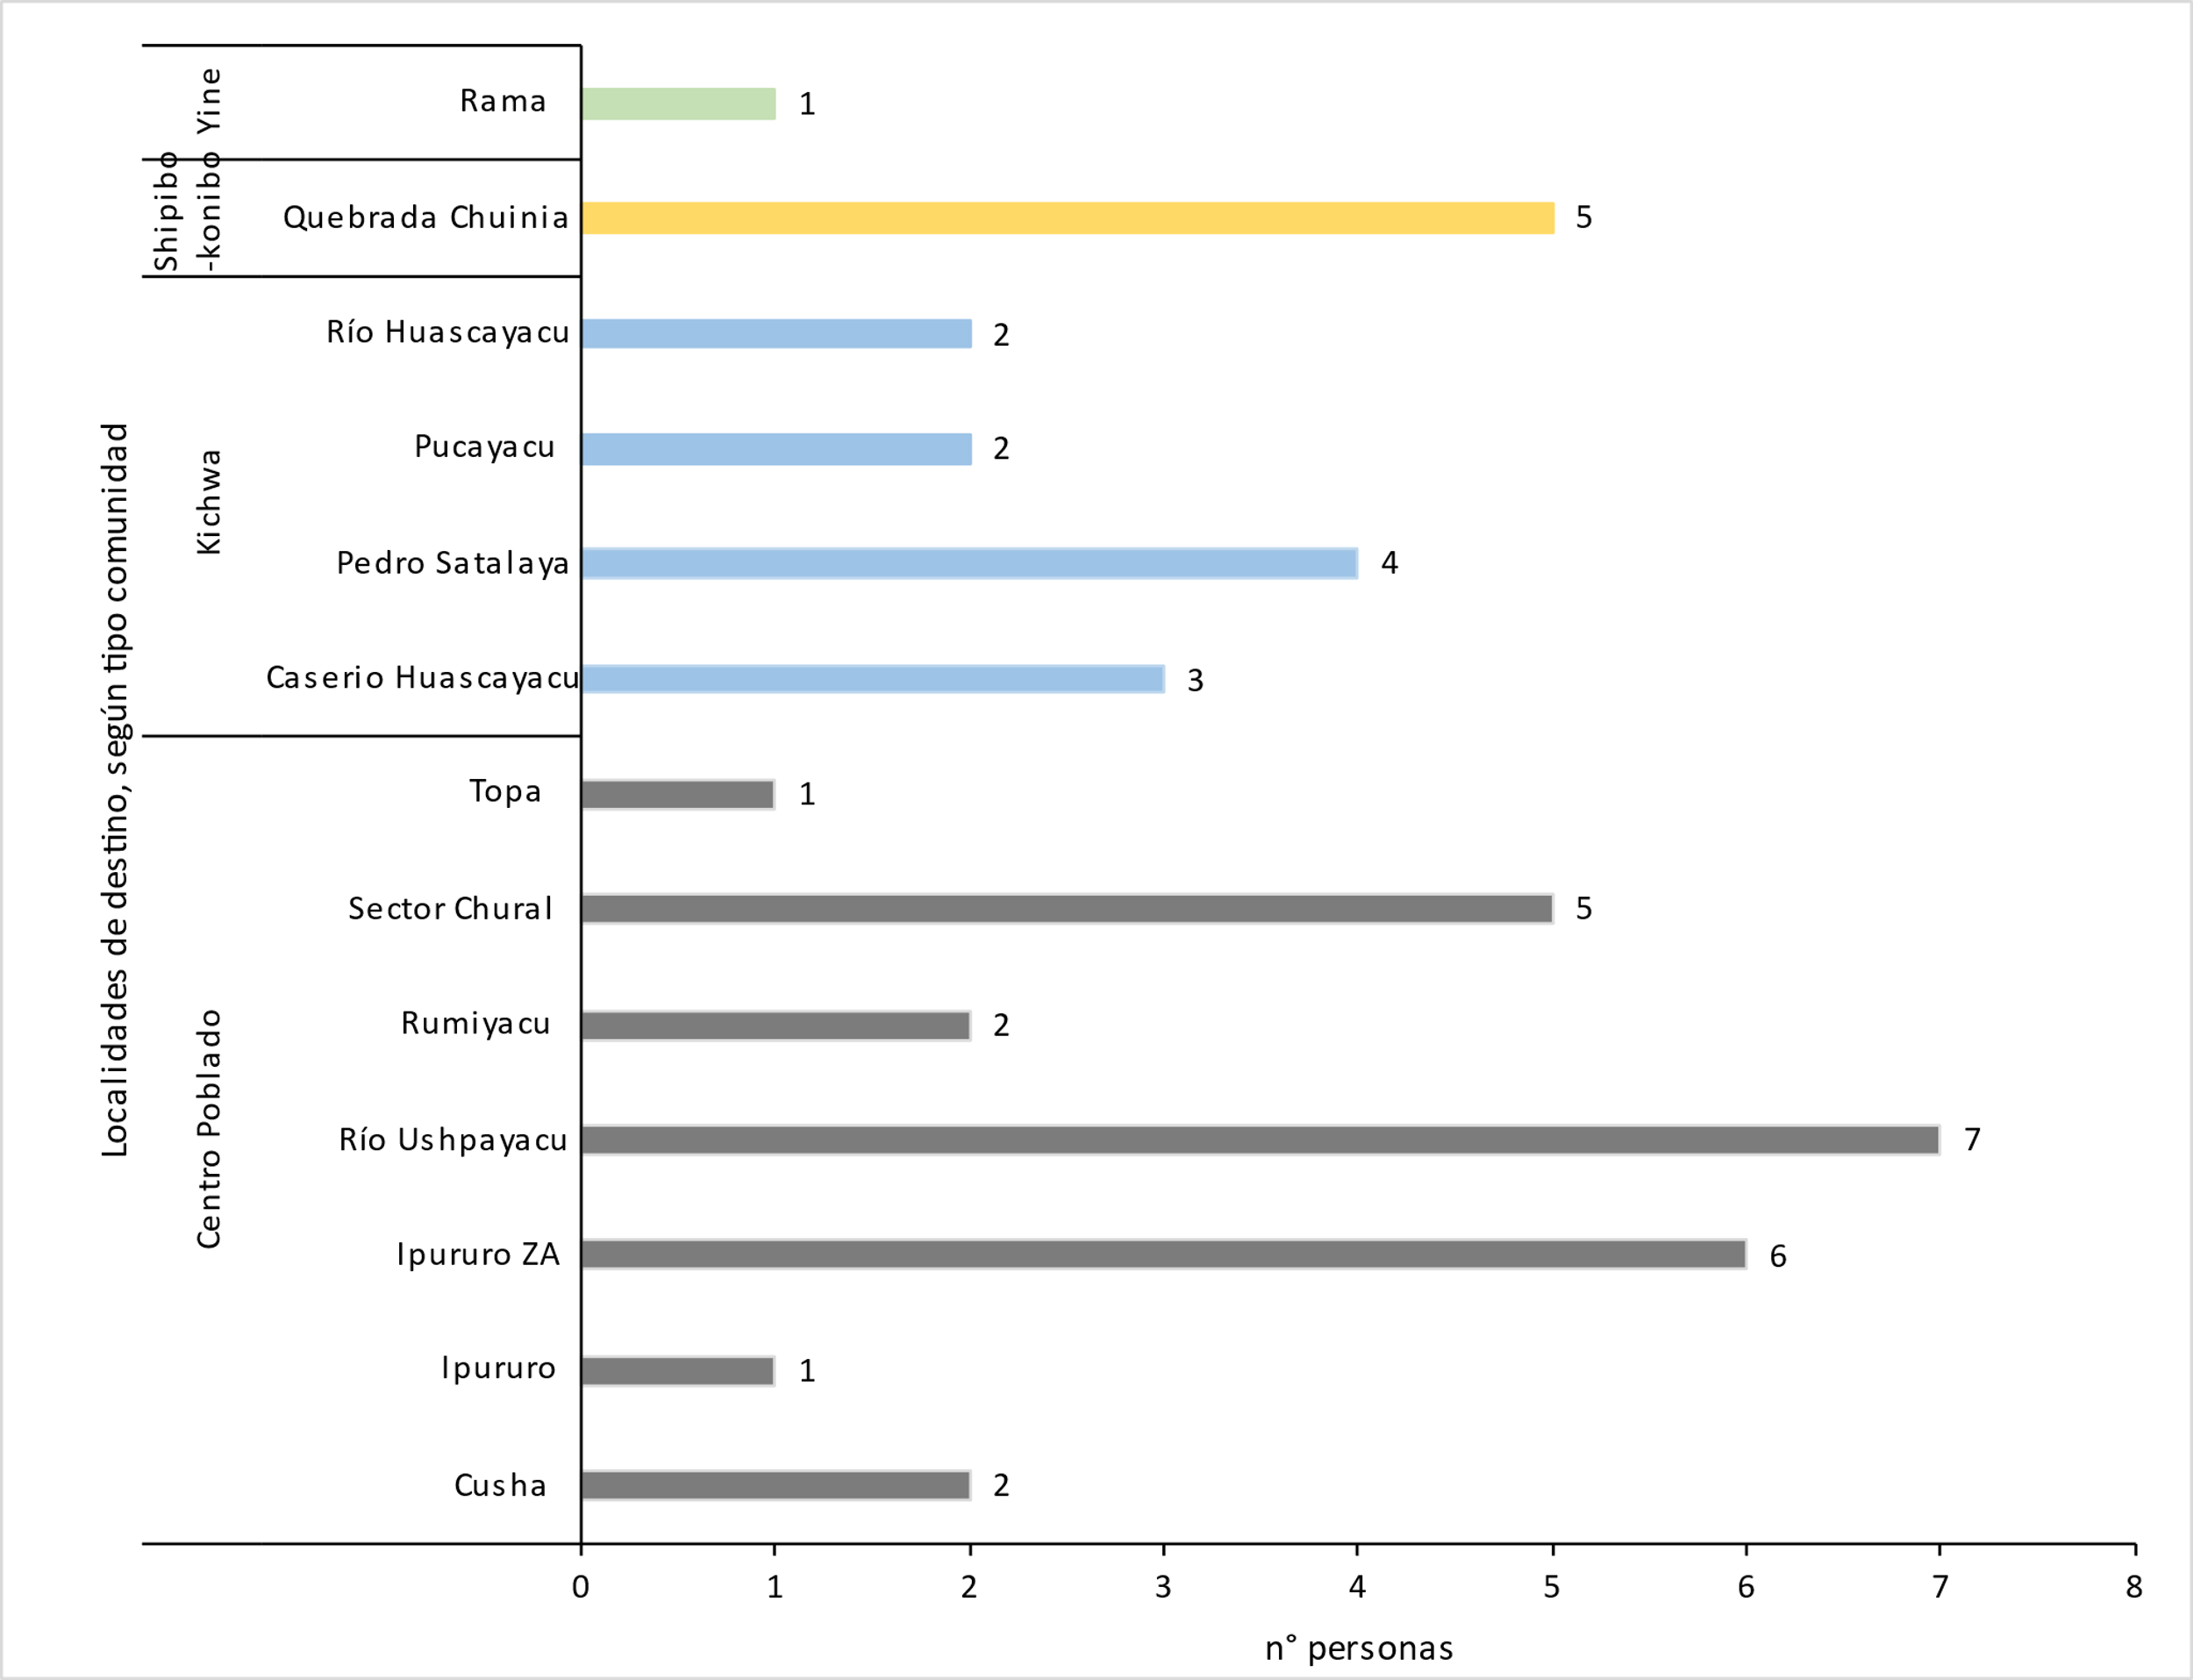 Localidades de destino, según tipo comunidad
Yine
Rama
1
Shipibo
-konibo
Quebrada Chuinia
5
Kichwa
Río Huascayacu
2
Pucayacu
2
Pedro Satalaya
4
Caserio Huascayacu
3
Centro Poblado
Topa
1
Sector Chural
5
Rumiyacu
2
Río Ushpayacu
7
Ipururo ZA
6
Ipururo
1
Cusha
2
0 1 2 3 4 5 6 7 8
n° personas